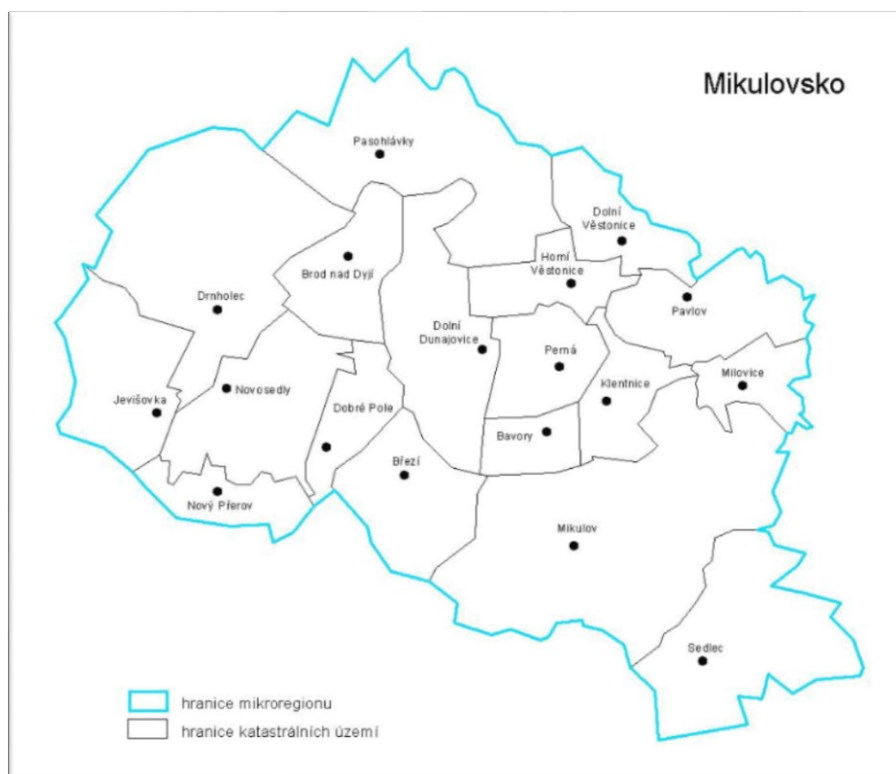 Mikulovsko
Pasohlávky
Dolní
Věstonice
Brod nad Dyjí
Horní
Věstonice
Drnholec
Pavlov
Dolní
Dunajovice
Perná
Milovice
Klentnice
Novosedly
Jevišovka
Dobré Pole
Bavory
Březí
Nový Přerov
Mikulov
Sedlec
hranice mikroregionu
hranice katastrálních území